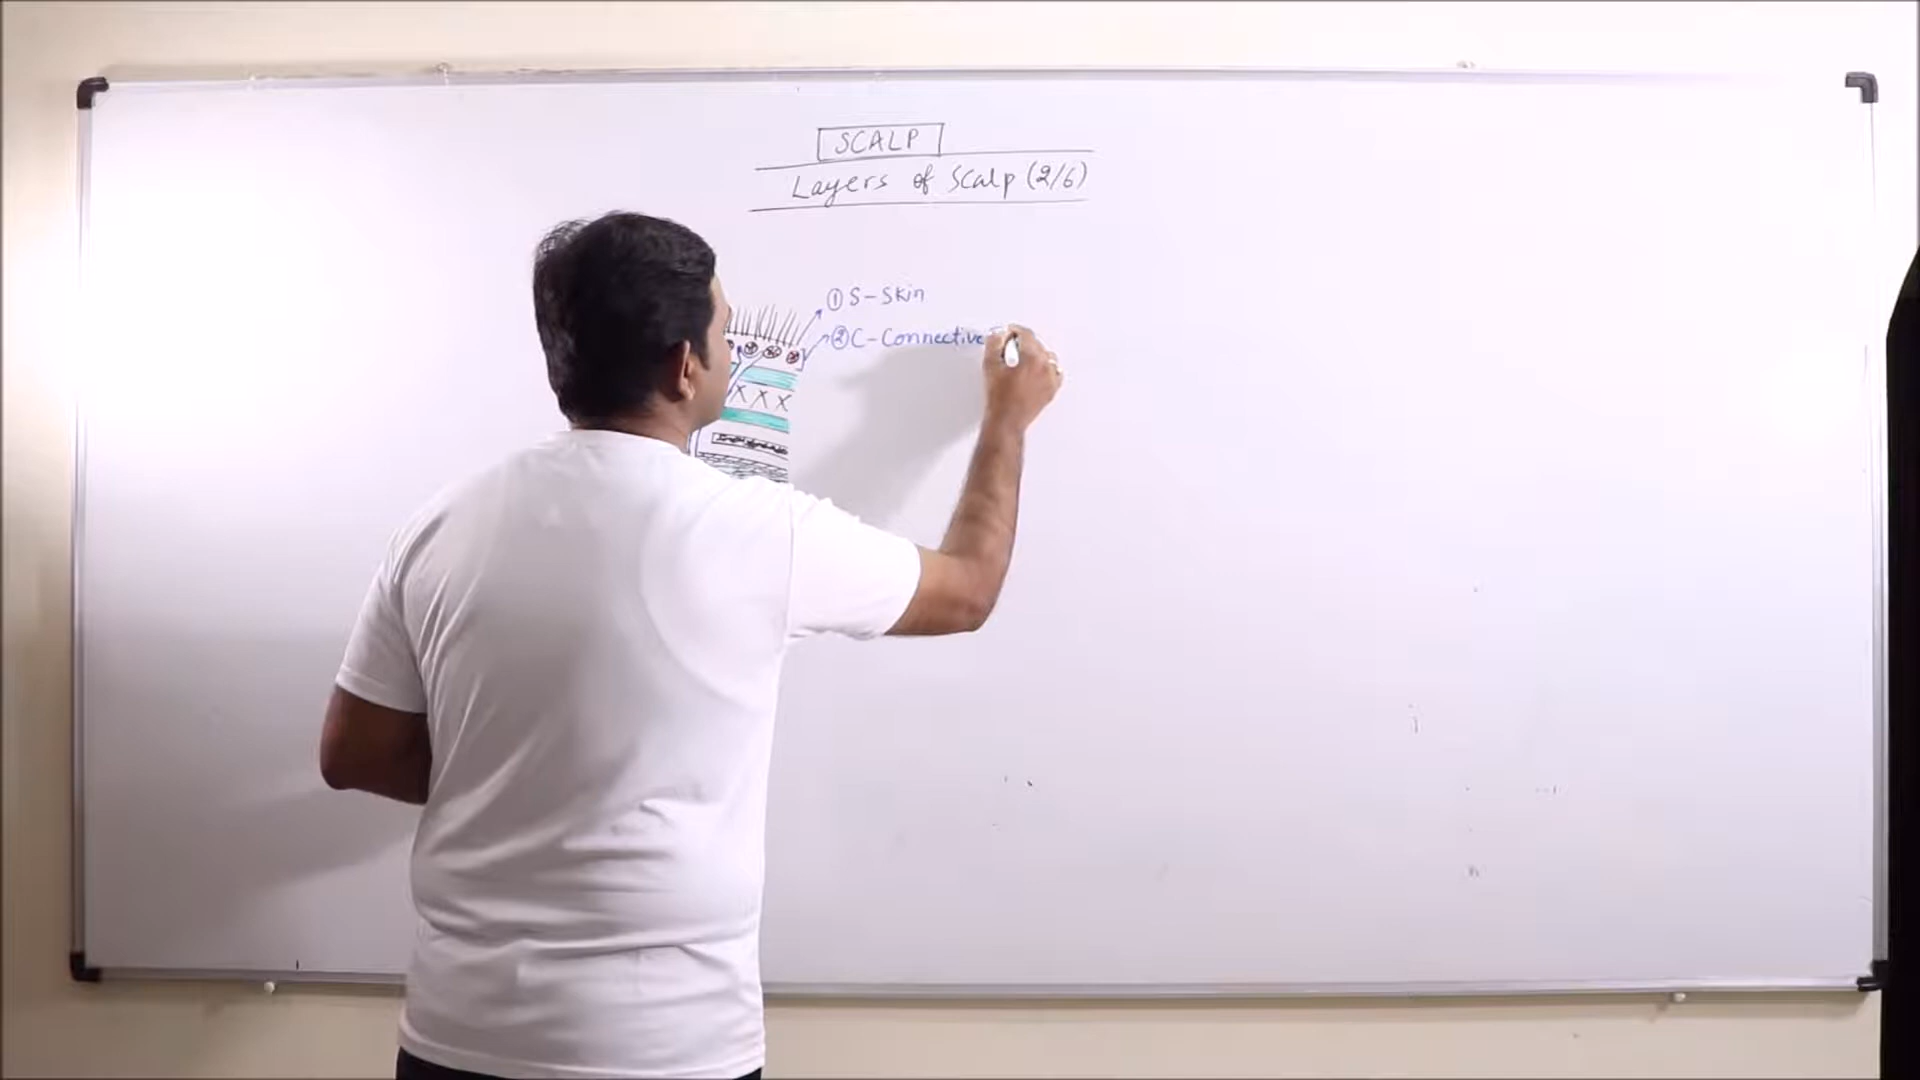 SCALP
Layers of Scalp (2/6)
① S-Skin
② C-Connective